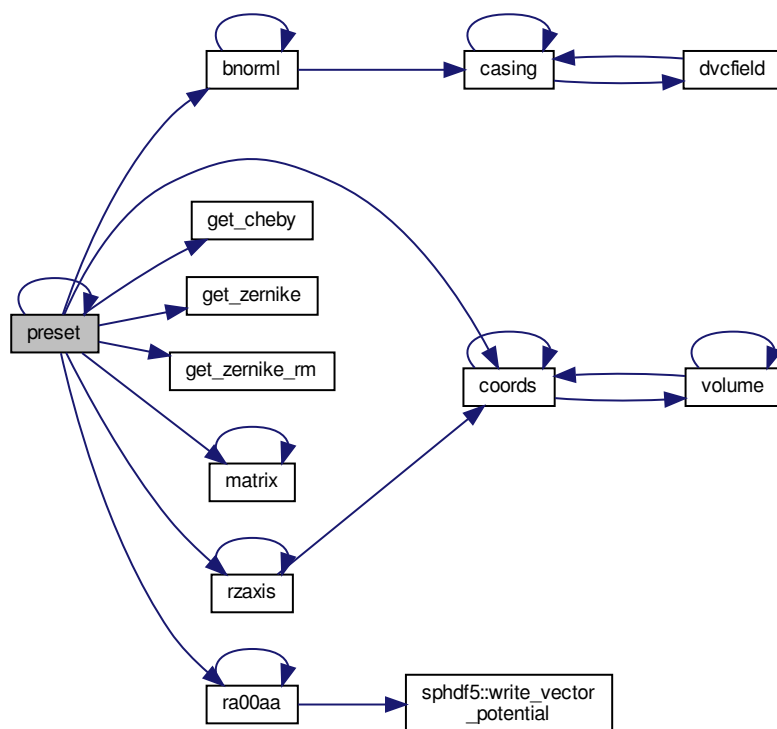 bnorml
casing
dvcfield
get_cheby
get_zernike
preset
get_zernike_rm
coords
volume
matrix
rzaxis
ra00aa
sphdf5::write_vector
_potential